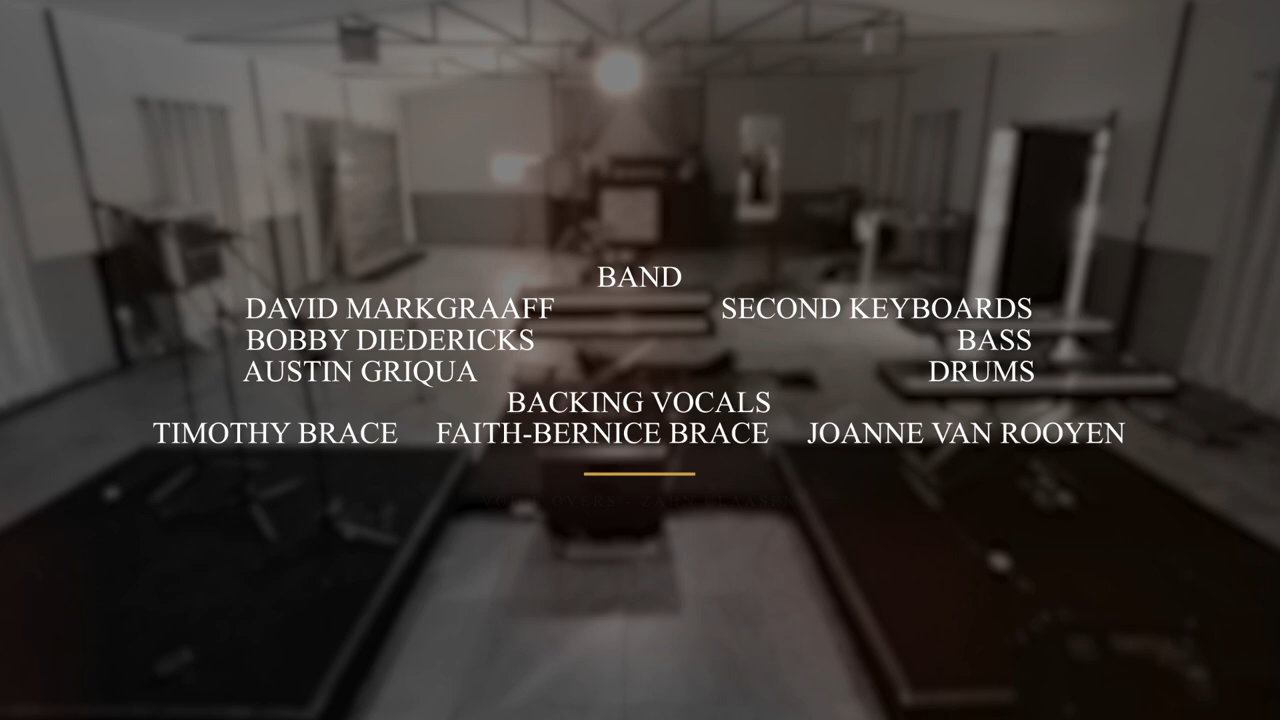 BAND
DAVID MARKGRAAFF SECOND KEYBOARDS
BOBBY DIEDERICKS BASS
AUSTIN GRIQUA DRUMS
BACKING VOCALS
TIMOTHY BRACE FAITH-BERNICE BRACE JOANNE VAN ROOYEN